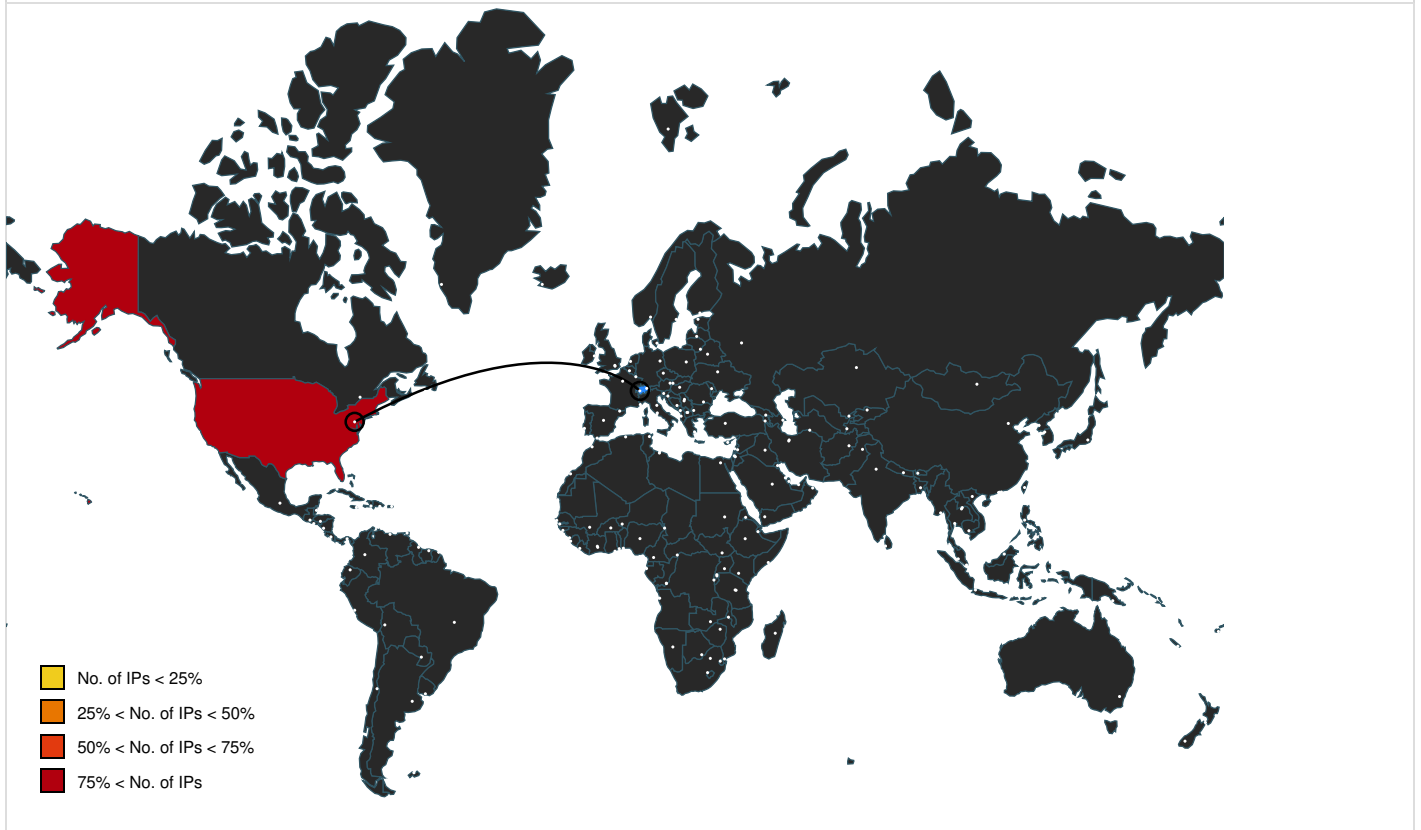 No. of IPs < 25%
25% < No. of IPs < 50%
50% < No. of IPs < 75%
75% < No. of IPs